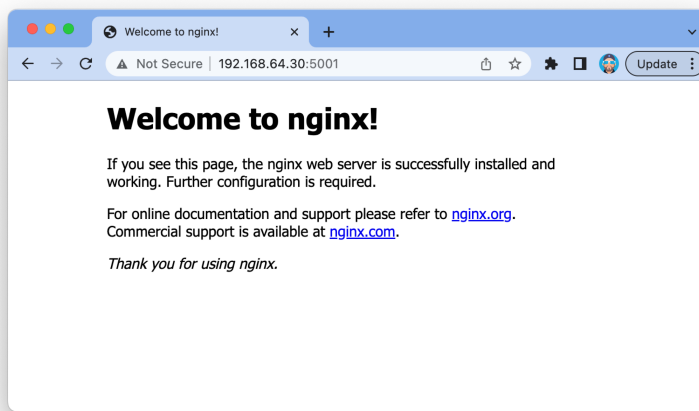 Welcome to nginx!
Not Secure | 192.168.64.30:5001
Update
Welcome to nginx!
If you see this page, the nginx web server is successfully installed and
working. Further configuration is required.
For online documentation and support please refer to nginx.org.
Commercial support is available at nginx.com.
Thank you for using nginx.